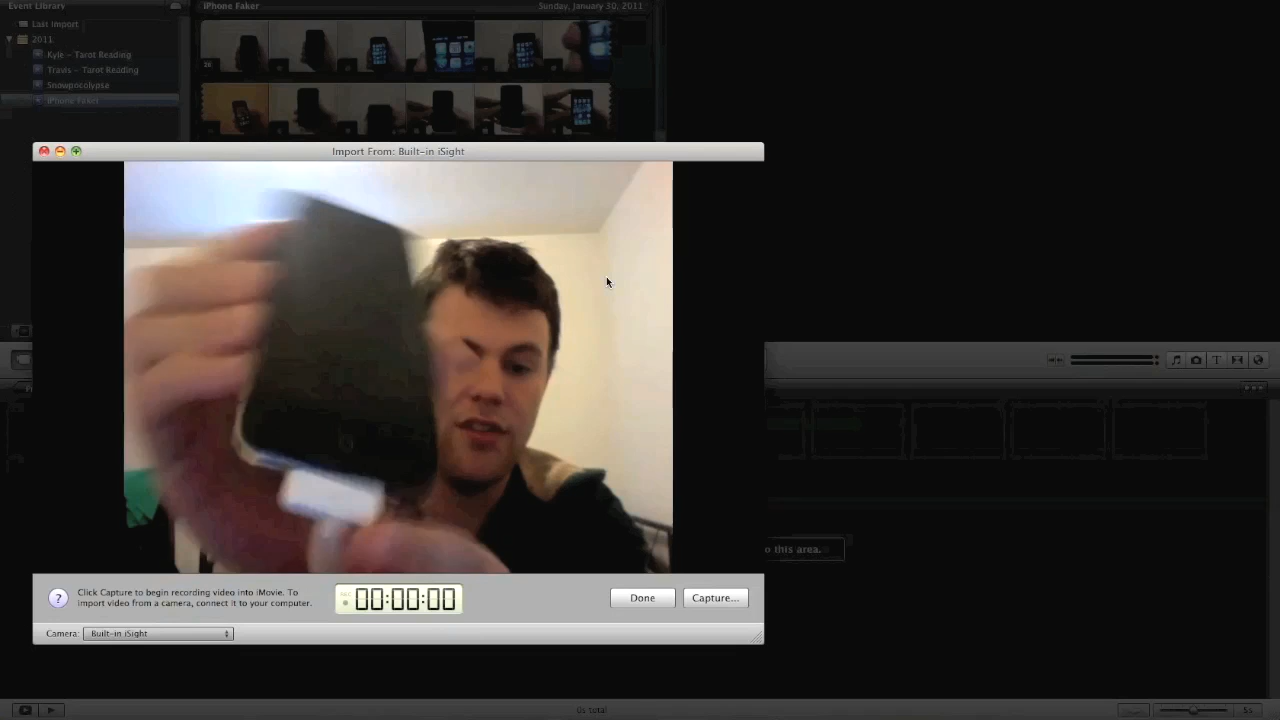 Event Library
iPhone Faker
Sunday, January 30, 2011
Last Import
2011
Kyle - Tarot Reading
Travis - Tarot Reading
Snowpocolypse
iPhone Faker
Import From: Built-in iSight
Click Capture to begin recording video into iMovie. To
import video from a camera, connect it to your computer.
00:00:00
Done
Capture...
Camera:
Built-in iSight
o this area.
0s total
5s